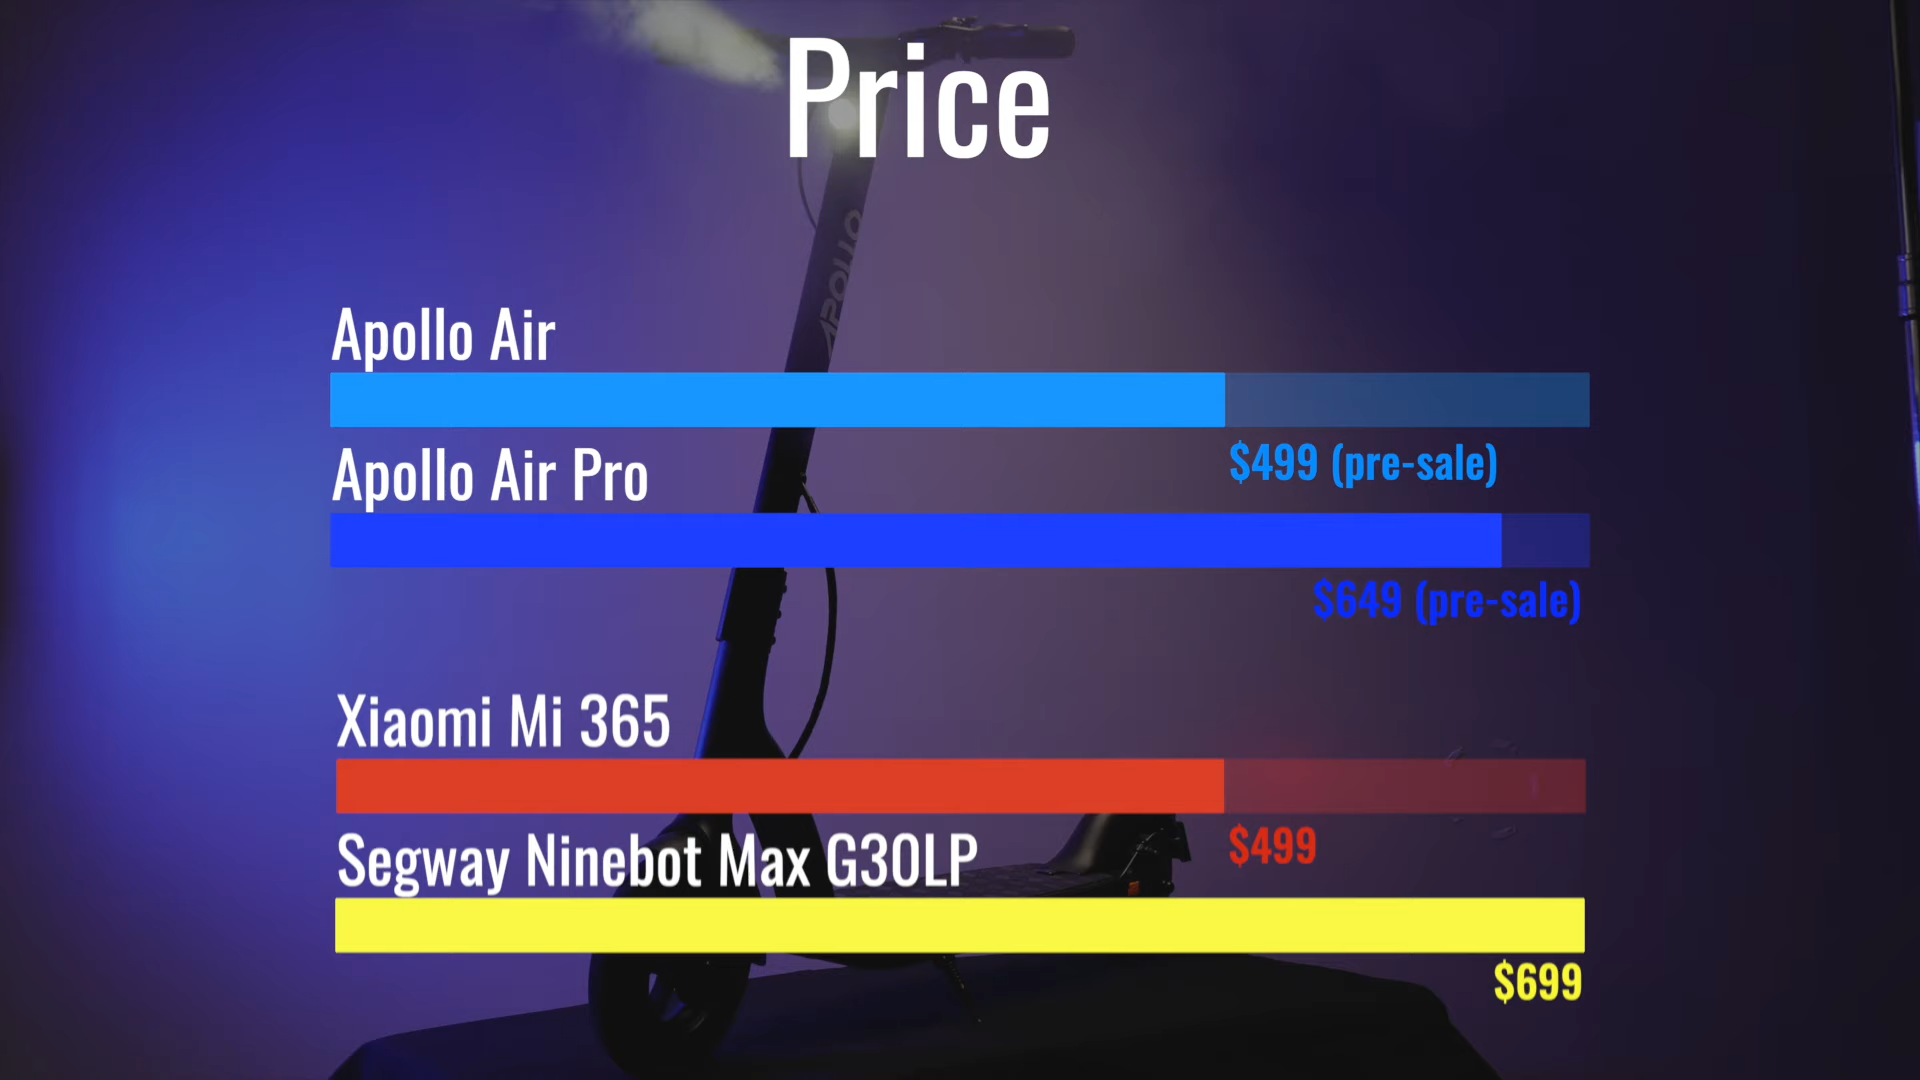 Price
APOLLO
Apollo Air
$499 (pre-sale)
Apollo Air Pro
$649 (pre-sale)
Xiaomi Mi 365
$499
Segway Ninebot Max G30LP
$699